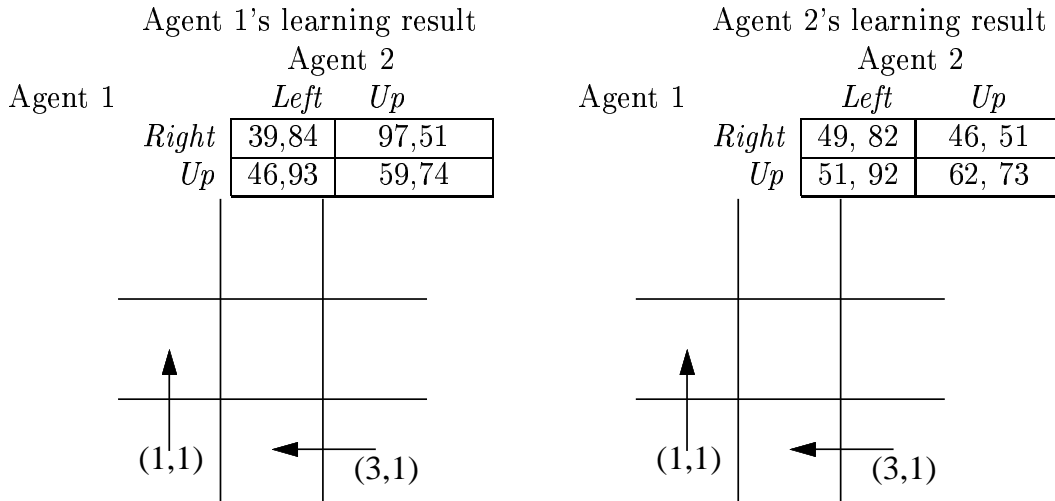 Agent 1's learning result
Agent 2
Agent 1 Left Up
Right 39,84 97,51
Up 46,93 59,74
(1,1) (3,1)
Agent 2's learning result
Agent 2
Agent 1 Left Up
Right 49, 82 46, 51
Up 51, 92 62, 73
(1,1) (3,1)